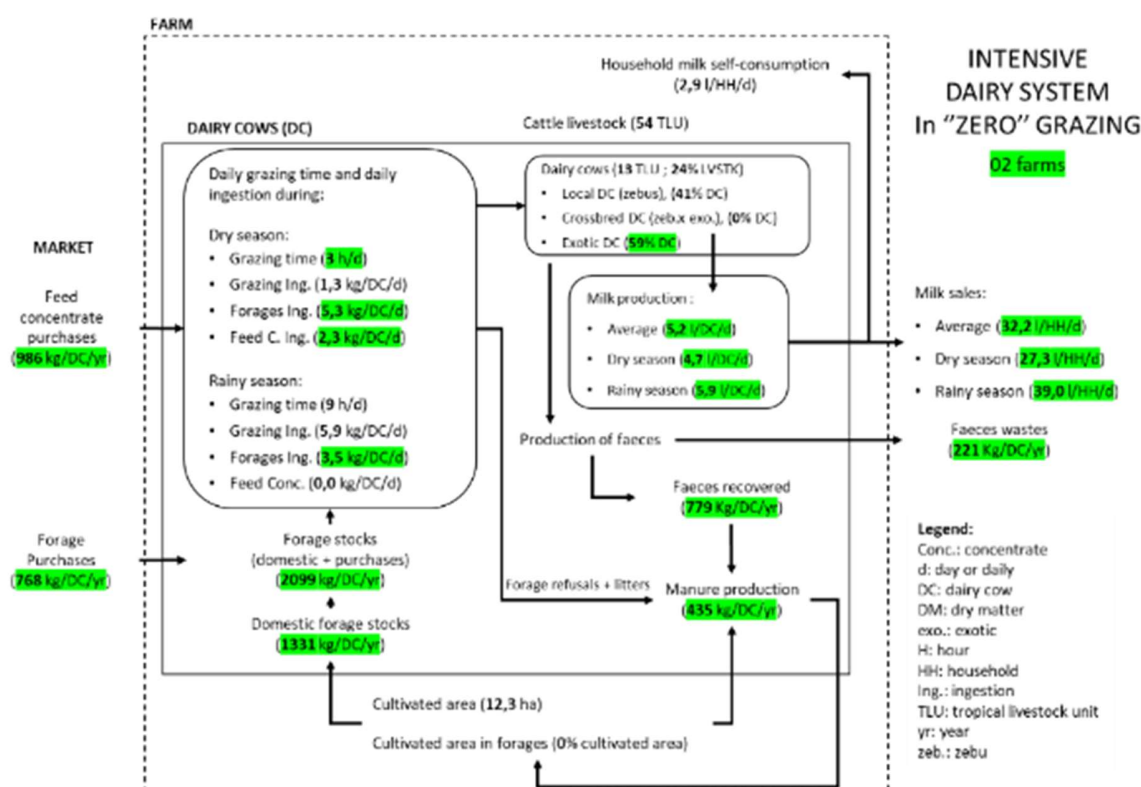 FARM
INTENSIVE
DAIRY SYSTEM
In “ZERO” GRAZING
02 farms
Household milk self-consumption
(2,9 l/HH/d)
DAIRY COWS (DC)
Cattle livestock (54 TLU)
Daily grazing time and daily
ingestion during:
Dry season:
• Grazing time (3 h/d)
• Grazing Ing. (1,3 kg/DC/d)
• Forages Ing. (5,3 kg/DC/d)
• Feed C. Ing. (2,3 kg/DC/d)
Rainy season:
• Grazing time (9 h/d)
• Grazing Ing. (5,9 kg/DC/d)
• Forages Ing. (3,5 kg/DC/d)
• Feed Conc. (0,0 kg/DC/d)
Dairy cows (13 TLU ; 24% LVSTK)
• Local DC (zebus), (41% DC)
• Crossbred DC (zeb.x exo.), (0% DC)
• Exotic DC (59% DC)
MARKET
Feed
concentrate
purchases
(986 kg/DC/yr)
Milk production :
• Average (5,2 l/DC/d)
• Dry season (4,7 l/DC/d)
• Rainy season (5,9 l/DC/d)
Milk sales:
• Average (32,2 l/HH/d)
• Dry season (27,3 l/HH/d)
• Rainy season (39,0 l/HH/d)
Production of faeces
Faeces wastes
(221 Kg/DC/yr)
Faeces recovered
(779 Kg/DC/yr)
Forage
Purchases
(768 kg/DC/yr)
Forage stocks
(domestic + purchases)
(2099 kg/DC/yr)
Forage refusals + litters
Manure production
(435 kg/DC/yr)
Domestic forage stocks
(1331 kg/DC/yr)
Cultivated area (12,3 ha)
Cultivated area in forages (0% cultivated area)
Legend:
Conc.: concentrate
d: day or daily
DC: dairy cow
DM: dry matter
exo.: exotic
H: hour
HH: household
Ing.: ingestion
TLU: tropical livestock unit
yr: year
zeb.: zebu